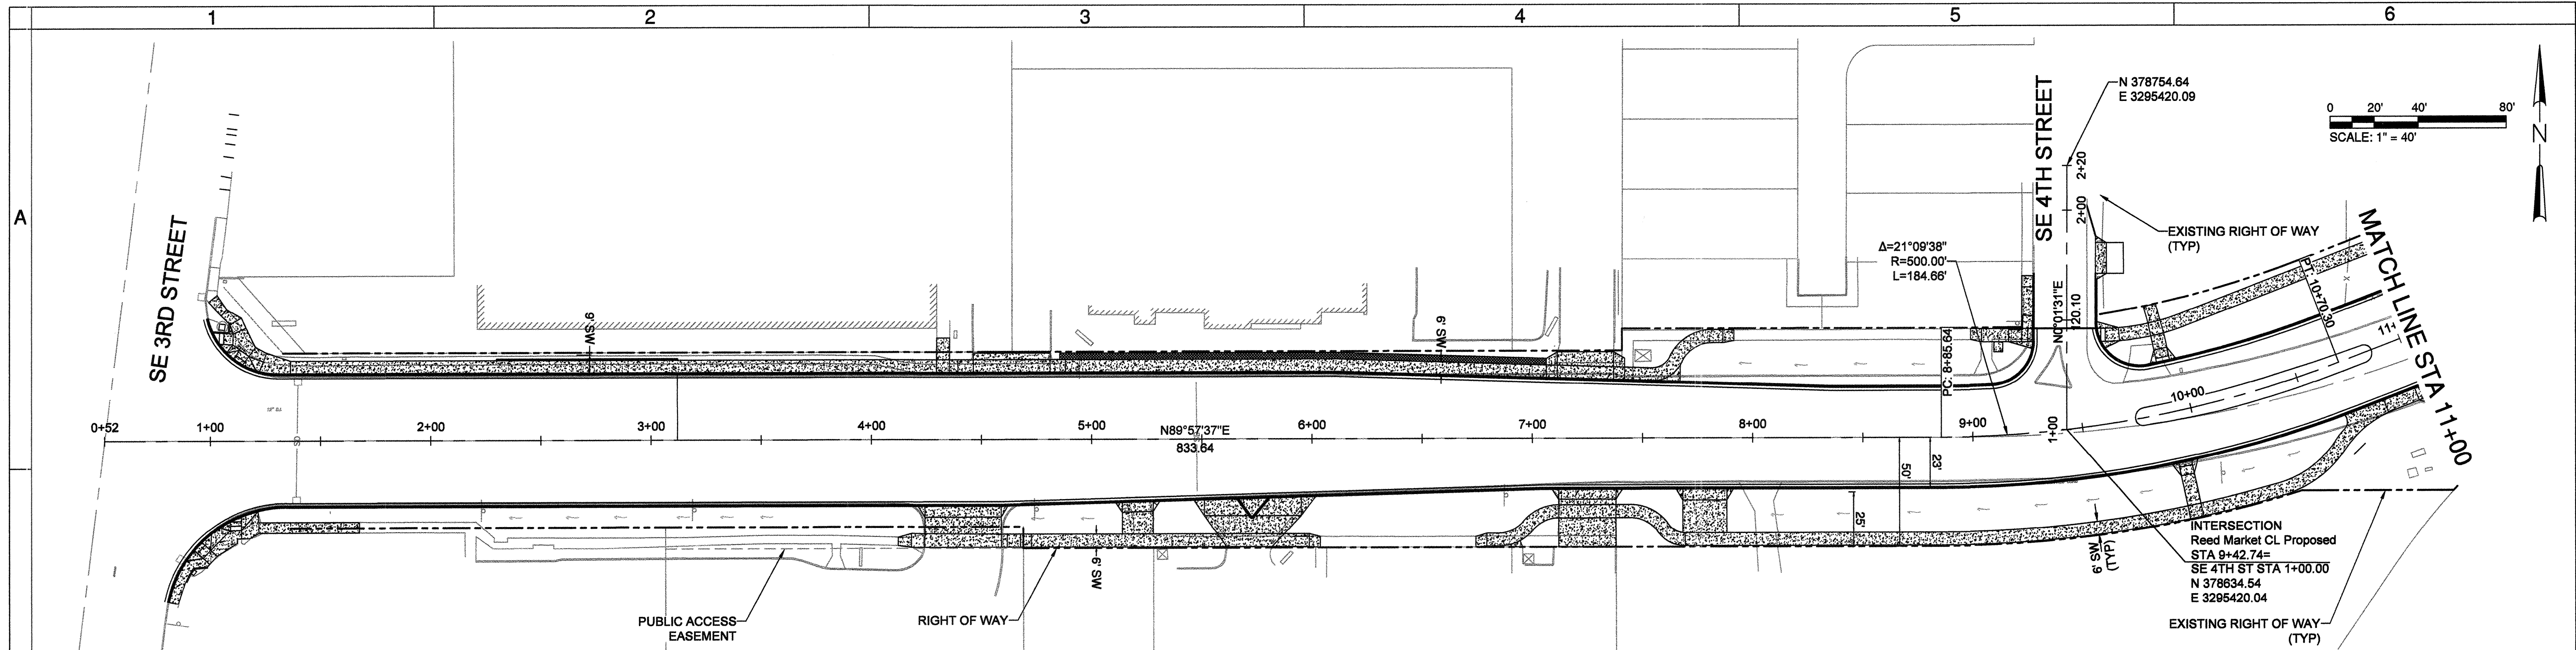 1
2
3
4
5
6
A
SE 3RD STREET
SE 4TH STREET
N 378754.64
E 3295420.09
0 20' 40' 80'
SCALE: 1" = 40'
N
2+20
2+00
EXISTING RIGHT OF WAY
(TYP)
MATCH LINE STA 11+00
Δ=21°09'38"
R=500.00'
L=184.66'
N0°01'31"E
120.10
PT: 10+70.30
PC: 8+85.64
9' SW
6' SW
11+
10+00
0+52
1+00
2+00
3+00
4+00
5+00
N89°57'37"E
833.64
6+00
7+00
8+00
9+00
1+00
SD
50'
23'
25'
6' SW
6' SW
(TYP)
INTERSECTION
Reed Market CL Proposed
STA 9+42.74=
SE 4TH ST STA 1+00.00
N 378634.54
E 3295420.04
PUBLIC ACCESS
EASEMENT
RIGHT OF WAY
EXISTING RIGHT OF WAY
(TYP)